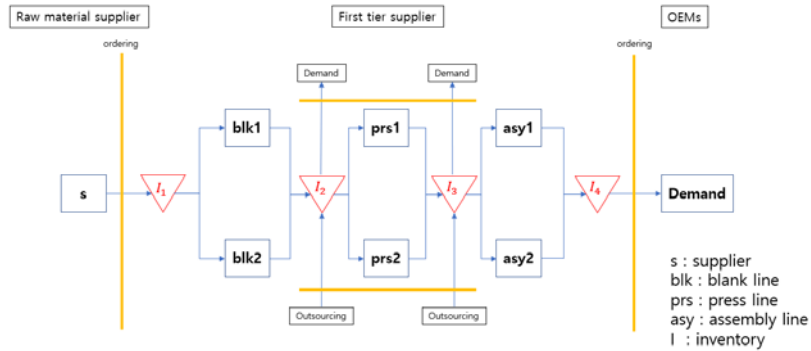 Raw material supplier
First tier supplier
OEMs
ordering
ordering
Demand
Demand
blk1
prs1
asy1
s
I₁
I₂
I₃
I₄
Demand
blk2
prs2
asy2
Outsourcing
Outsourcing
s : supplier
blk : blank line
prs : press line
asy : assembly line
I : inventory